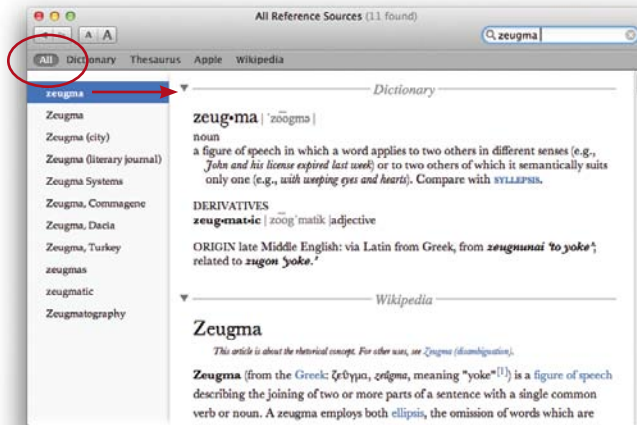 All Reference Sources (11 found)
A A
zeugma
All Dictionary Thesaurus Apple Wikipedia
zeugma
Zeugma
Zeugma (city)
Zeugma (literary journal)
Zeugma Systems
Zeugma, Commagene
Zeugma, Dacia
Zeugma, Turkey
zeugmas
zeugmatic
Zeugmatography
Dictionary
zeug•ma | ˈzo͞ogmə |
noun
a figure of speech in which a word applies to two others in different senses (e.g.,
John and his license expired last week) or to two others of which it semantically suits
only one (e.g., with weeping eyes and hearts). Compare with SYLLEPSIS.
DERIVATIVES
zeug•mat•ic | zo͞ogˈmatik |adjective
ORIGIN late Middle English: via Latin from Greek, from zeugnunai ‘to yoke’;
related to zugon ‘yoke.’
Wikipedia
Zeugma
This article is about the rhetorical concept. For other uses, see Zeugma (disambiguation).
Zeugma (from the Greek: ζεῦγμα, zeûgma, meaning "yoke"[1]) is a figure of speech
describing the joining of two or more parts of a sentence with a single common
verb or noun. A zeugma employs both ellipsis, the omission of words which are